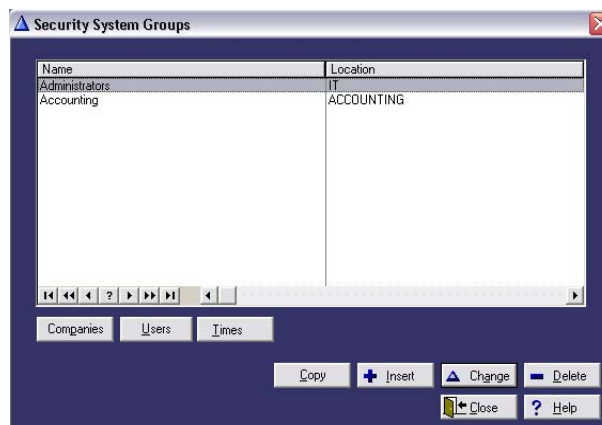 Security System Groups
Name Location
Administrators IT
Accounting ACCOUNTING
?
Companies Users Times
Copy Insert Change Delete
Close ? Help